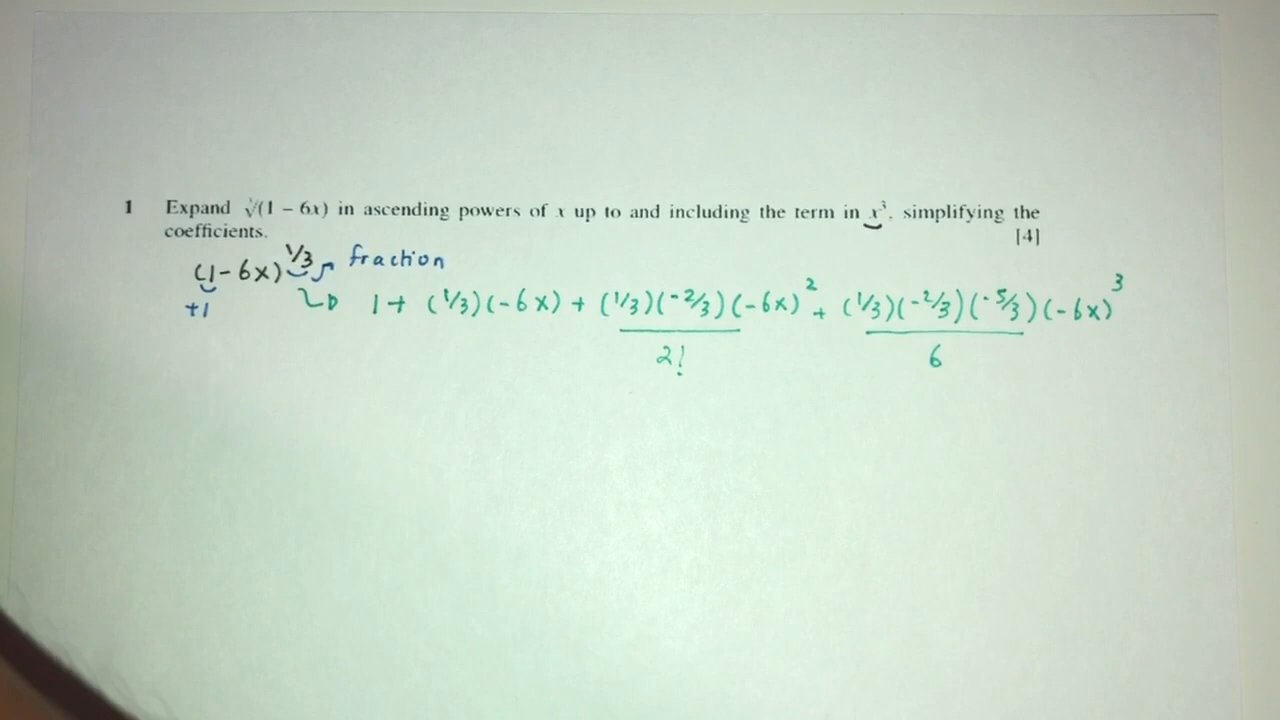 1 Expand ∛(1 – 6x) in ascending powers of x up to and including the term in x³, simplifying the
coefficients. [4]
(1-6x)^1/3 fraction
+1
1 + (1/3)(-6x) + (1/3)(-2/3)(-6x)² + (1/3)(-2/3)(-5/3)(-6x)³
2! 6